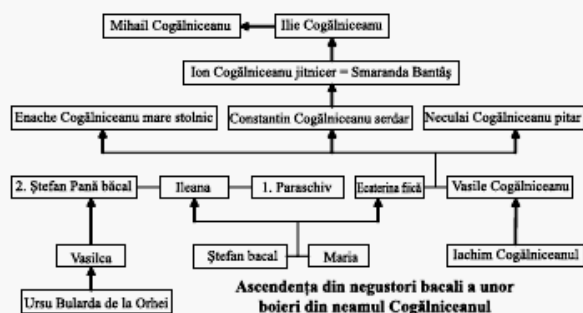 Mihail Cogălniceanu
Ilie Cogălniceanu
Ion Cogălniceanu jitnicer = Smaranda Bantâș
Enache Cogălniceanu mare stolnic
Constantin Cogălniceanu serdar
Neculai Cogălniceanu pitar
2. Ștefan Pană băcal
Ileana
1. Paraschiv
Ecaterina fiică
Vasile Cogălniceanu
Vasilca
Ștefan bacal
Maria
Iachim Cogălniceanul
Ursu Bularda de la Orhei
Ascendența din negustori bacali a unor
boieri din neamul Cogălniceanul